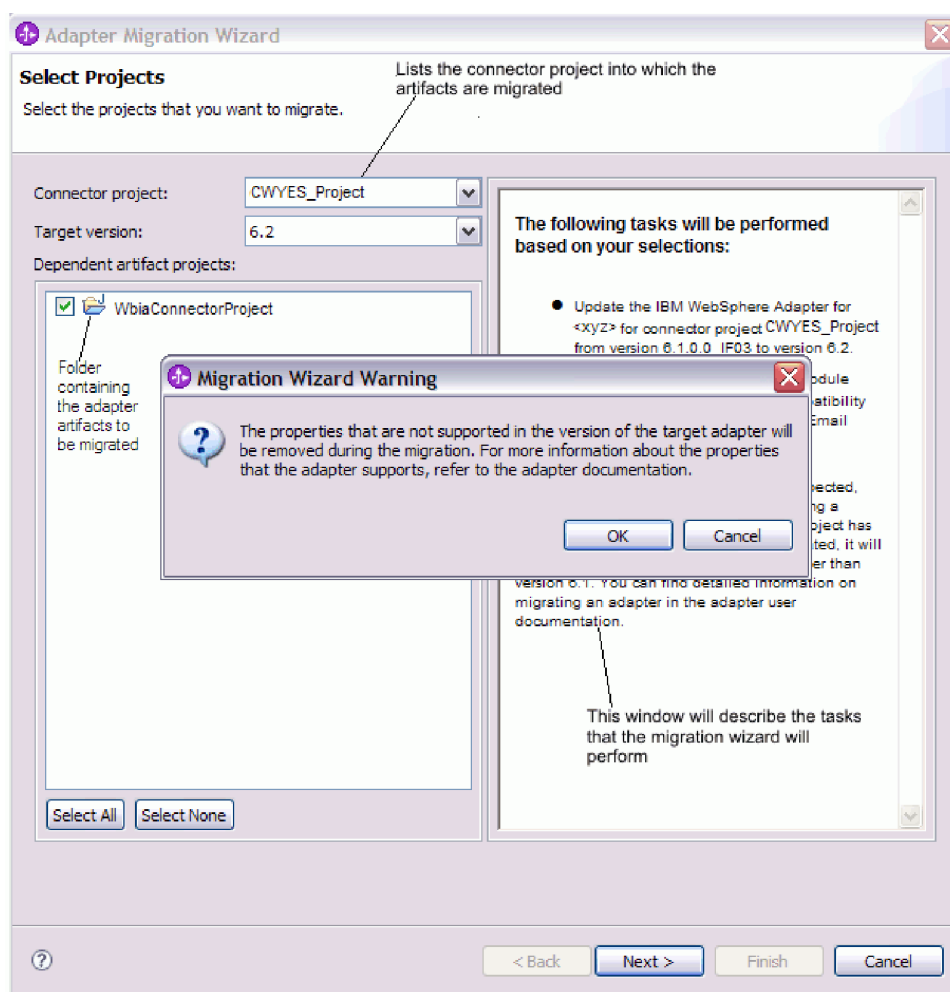 Adapter Migration Wizard
Select Projects
Select the projects that you want to migrate.
Lists the connector project into which the
artifacts are migrated
Connector project:
CWYES_Project
Target version:
6.2
Dependent artifact projects:
WbiaConnectorProject
Folder
containing
the adapter
artifacts to
be migrated
The following tasks will be performed
based on your selections:
Update the IBM WebSphere Adapter for
<xyz> for connector project CWYES_Project
from version 6.1.0.0_IF03 to version 6.2.
Email
Migration Wizard Warning
The properties that are not supported in the version of the target adapter will
be removed during the migration. For more information about the properties
that the adapter supports, refer to the adapter documentation.
OK
Cancel
ng a
oject has
ted, it will
er than
version 6.1. You can find detailed information on
migrating an adapter in the adapter user
documentation.
This window will describe the tasks
that the migration wizard will
perform
Select All
Select None
?
< Back
Next >
Finish
Cancel